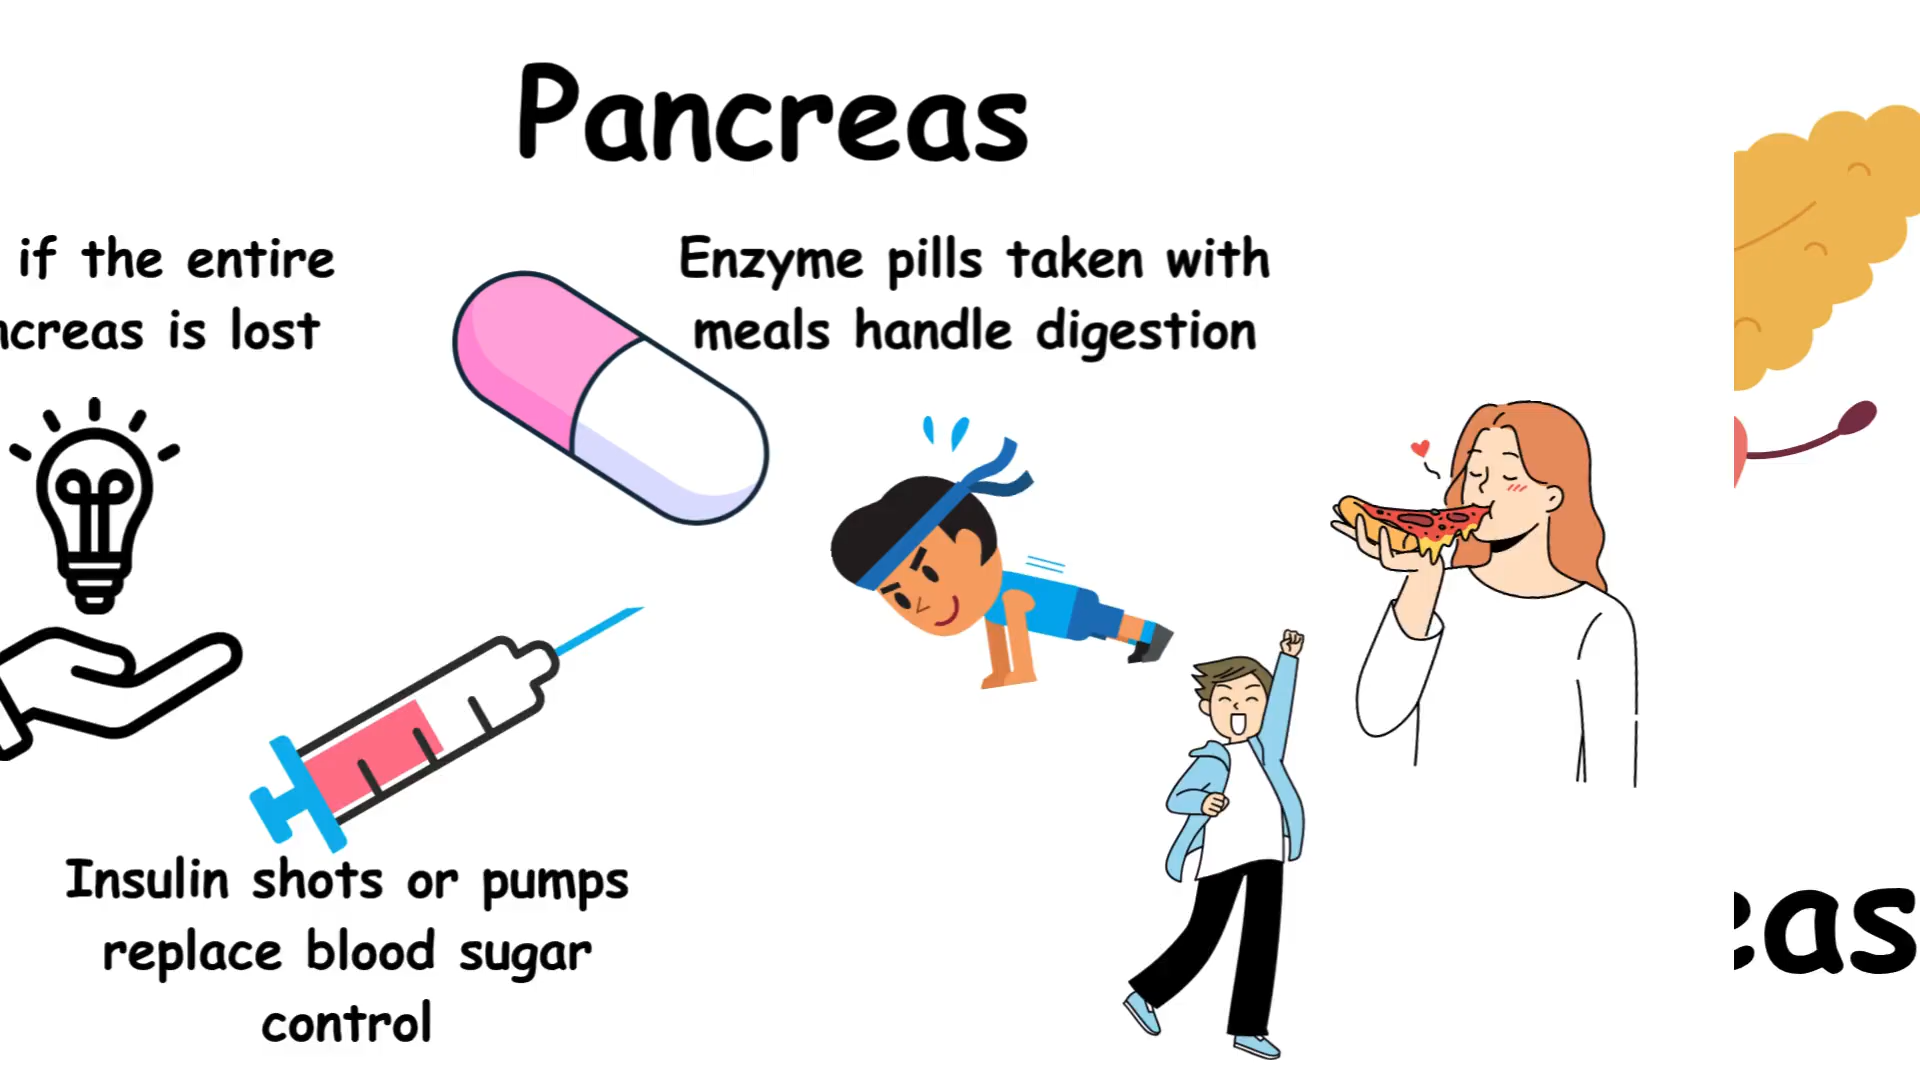 Pancreas
if the entire
ncreas is lost
Enzyme pills taken with
meals handle digestion
Insulin shots or pumps
replace blood sugar
control
eas